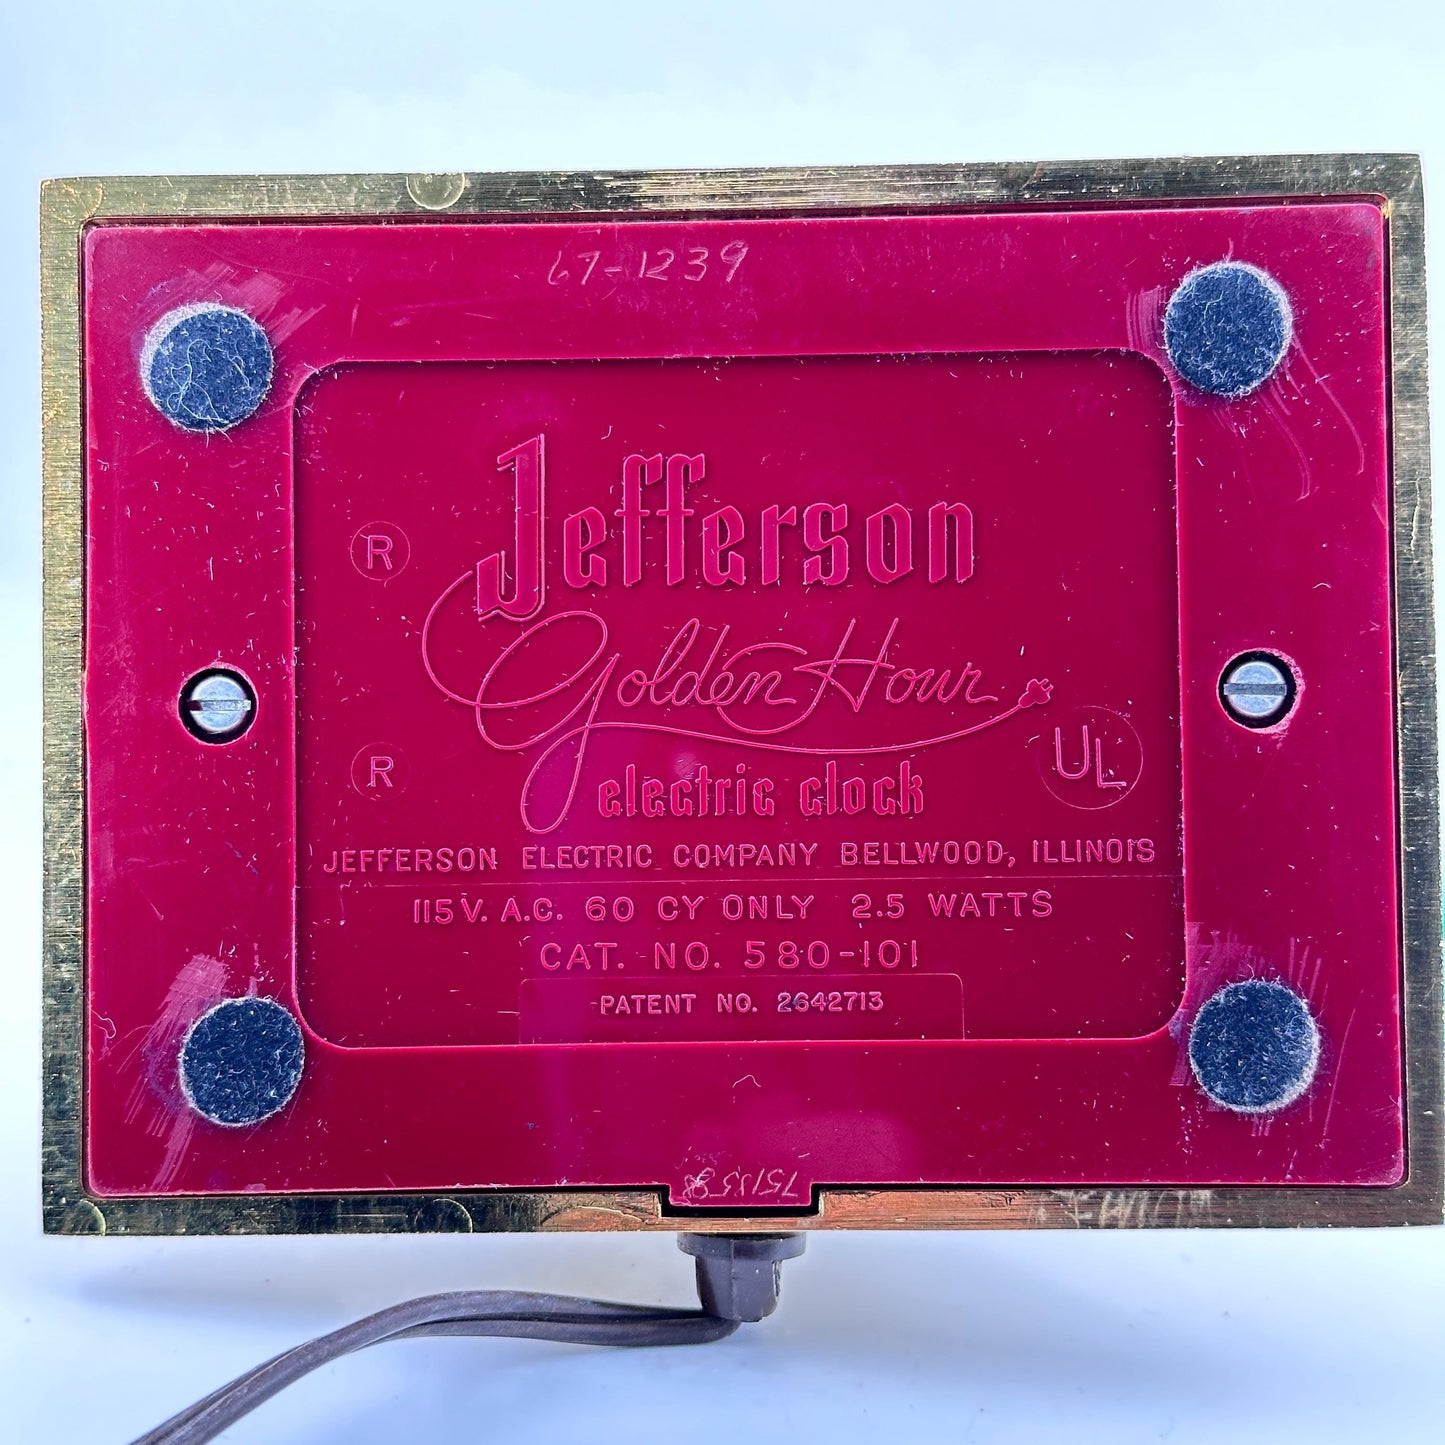 67-1239
Jefferson
R
Golden Hour
R
UL
electric clock
JEFFERSON ELECTRIC COMPANY BELLWOOD, ILLINOIS
115 V. A.C. 60 CY ONLY 2.5 WATTS
CAT. NO. 580-101
PATENT NO. 2642713